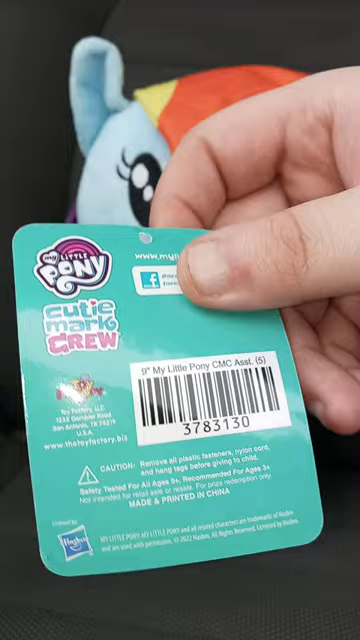 MY LITTLE
PONY
www.myli
cutie
mark
CREW
9" My Little Pony CMC Asst. (5)
3783130
Toy Factory, LLC
San Antonio, TX 78219
U.S.A.
www.thetoyfactory.biz
CAUTION: Remove all plastic fasteners, nylon cord,
and hang tags before giving to child.
Safety Tested For All Ages 0+, Recommended For Ages 3+
Not intended for retail sale or resale. For prize redemption only.
MADE & PRINTED IN CHINA
Licensed by:
Hasbro
MY LITTLE PONY, MY LITTLE PONY and all related characters are trademarks of Hasbro
and are used with permission. © 2022 Hasbro. All Rights Reserved. Licensed by Hasbro.